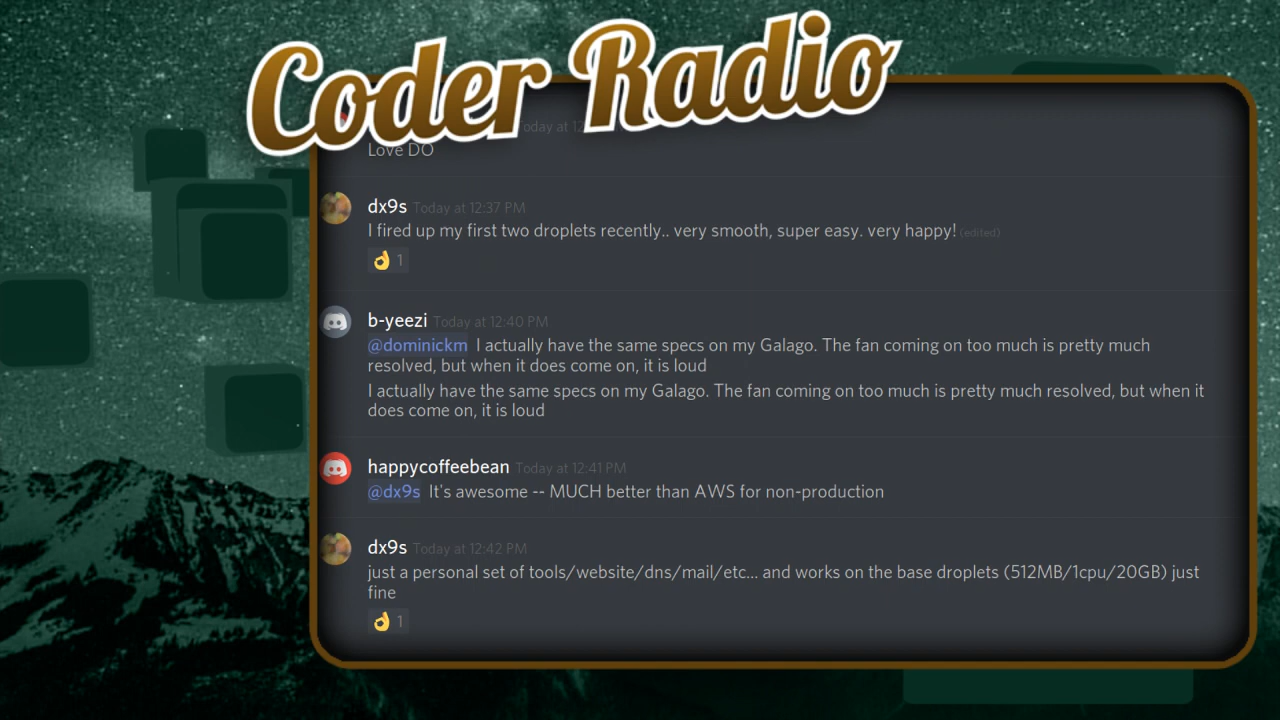 Coder Radio
Today at 12
Love DO
dx9s Today at 12:37 PM
I fired up my first two droplets recently.. very smooth, super easy. very happy! (edited)
👌 1
b-yeezi Today at 12:40 PM
@dominickm I actually have the same specs on my Galago. The fan coming on too much is pretty much
resolved, but when it does come on, it is loud
I actually have the same specs on my Galago. The fan coming on too much is pretty much resolved, but when it
does come on, it is loud
happycoffeebean Today at 12:41 PM
@dx9s It's awesome -- MUCH better than AWS for non-production
dx9s Today at 12:42 PM
just a personal set of tools/website/dns/mail/etc... and works on the base droplets (512MB/1cpu/20GB) just
fine
👌 1